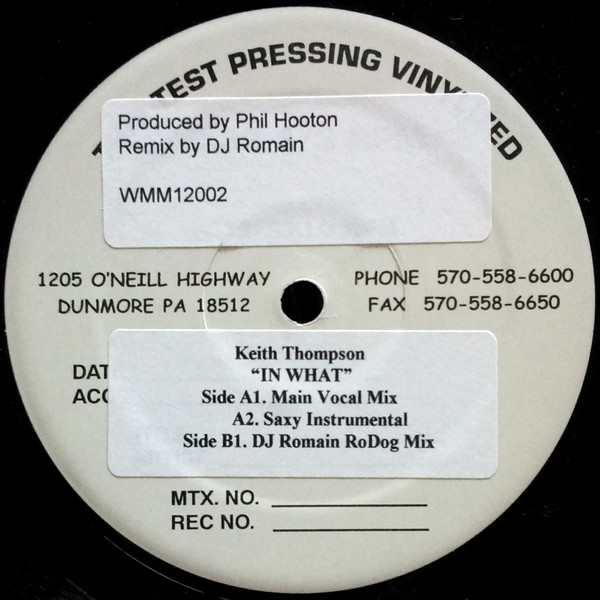 TEST PRESSING
Produced by Phil Hooton
Remix by DJ Romain
WMM12002
1205 O'NEILL HIGHWAY
DUNMORE PA 18512
PHONE 570-558-6600
FAX 570-558-6650
Keith Thompson
“IN WHAT”
Side A1. Main Vocal Mix
A2. Saxy Instrumental
Side B1. DJ Romain RoDog Mix
MTX. NO.
REC NO.